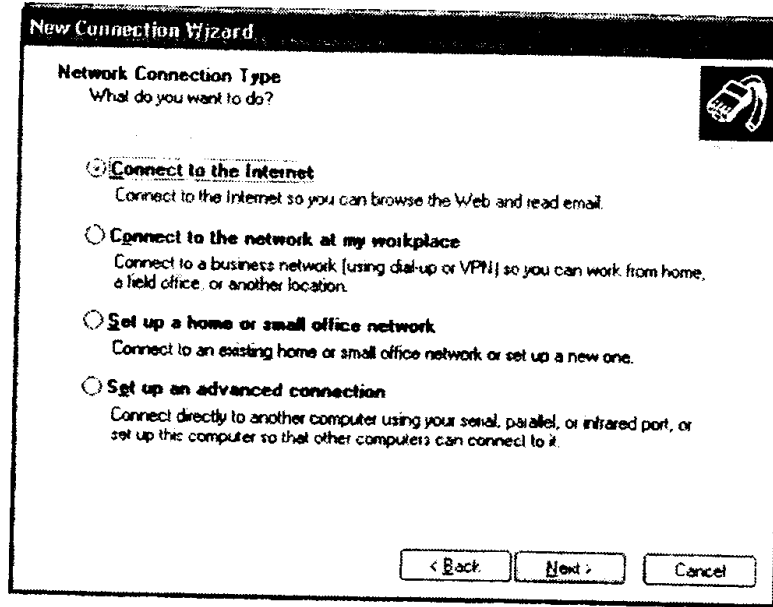 New Connection Wizard
Network Connection Type
What do you want to do?
Connect to the Internet
Connect to the Internet so you can browse the Web and read email.
Connect to the network at my workplace
Connect to a business network (using dial-up or VPN) so you can work from home,
a field office, or another location.
Set up a home or small office network
Connect to an existing home or small office network or set up a new one.
Set up an advanced connection
Connect directly to another computer using your serial, parallel, or infrared port, or
set up this computer so that other computers can connect to it.
< Back
Next >
Cancel